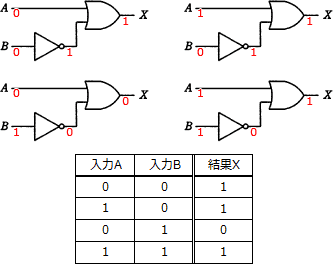 A 0 X 1
B 0 1
A 1 X 1
B 0 1
A 0 X 0
B 1 0
A 1 X 1
B 1 0
入力A 入力B 結果X
0 0 1
1 0 1
0 1 0
1 1 1